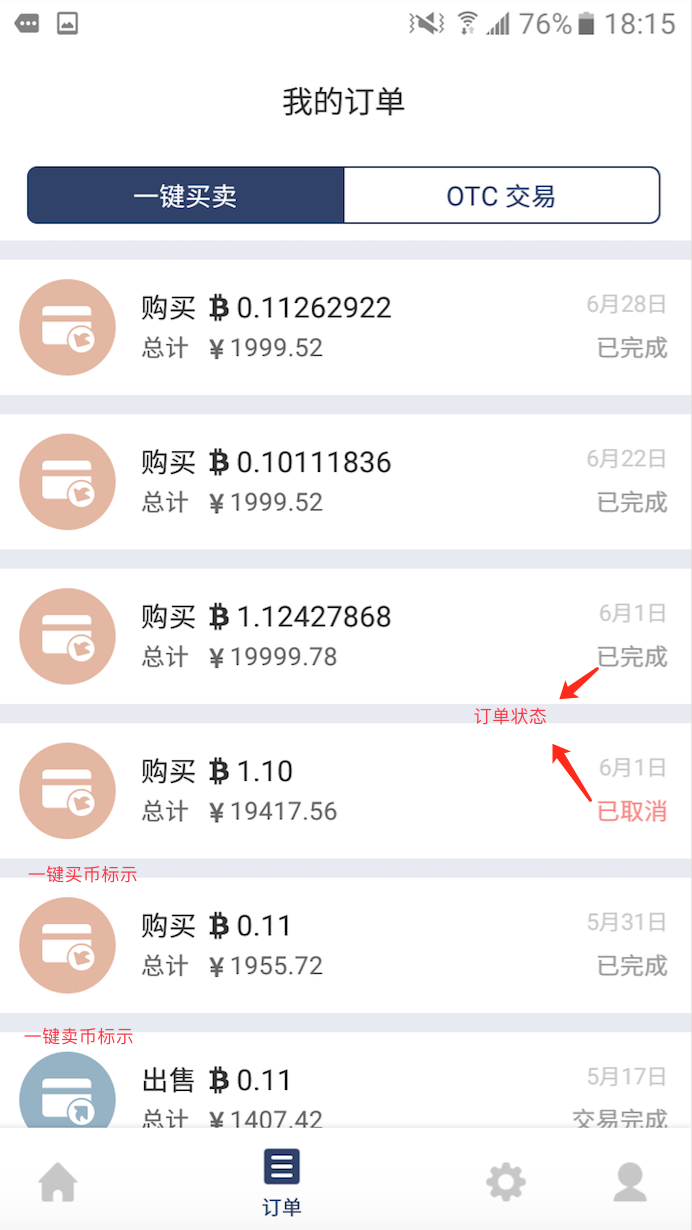 76% 18:15
我的订单
一键买卖 OTC 交易
购买 ₿ 0.11262922 6月28日
总计 ¥ 1999.52 已完成
购买 ₿ 0.10111836 6月22日
总计 ¥ 1999.52 已完成
购买 ₿ 1.12427868 6月1日
总计 ¥ 19999.78 已完成
订单状态
购买 ₿ 1.10 6月1日
总计 ¥ 19417.56 已取消
一键买币标示
购买 ₿ 0.11 5月31日
总计 ¥ 1955.72 已完成
一键卖币标示
出售 ₿ 0.11 5月17日
总计 ¥ 1407.42 交易完成
订单